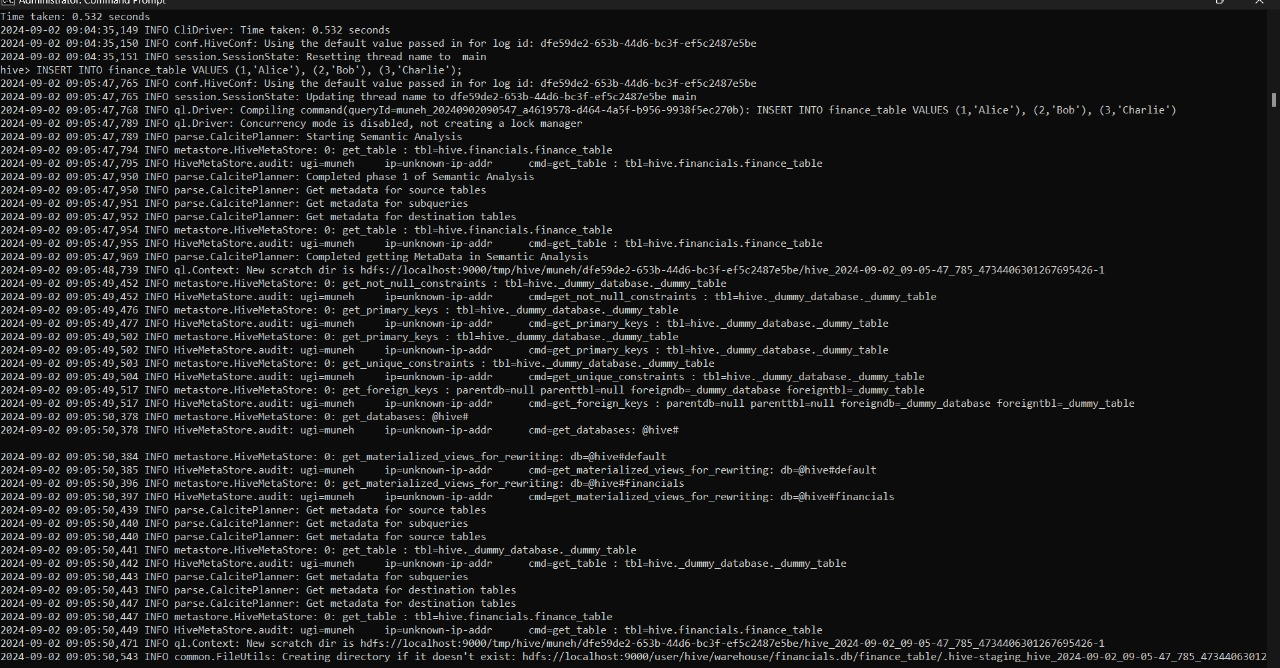 Administrator: Command Prompt
Time taken: 0.532 seconds
2024-09-02 09:04:35,149 INFO CliDriver: Time taken: 0.532 seconds
2024-09-02 09:04:35,150 INFO conf.HiveConf: Using the default value passed in for log id: dfe59de2-653b-44d6-bc3f-ef5c2487e5be
2024-09-02 09:04:35,151 INFO session.SessionState: Resetting thread name to  main
hive> INSERT INTO finance_table VALUES (1,'Alice'), (2,'Bob'), (3,'Charlie');
2024-09-02 09:05:47,765 INFO conf.HiveConf: Using the default value passed in for log id: dfe59de2-653b-44d6-bc3f-ef5c2487e5be
2024-09-02 09:05:47,765 INFO session.SessionState: Updating thread name to dfe59de2-653b-44d6-bc3f-ef5c2487e5be main
2024-09-02 09:05:47,768 INFO ql.Driver: Compiling command(queryId=muneh_20240902090547_a4619578-d464-4a5f-b956-9938f5ec270b): INSERT INTO finance_table VALUES (1,'Alice'), (2,'Bob'), (3,'Charlie')
2024-09-02 09:05:47,789 INFO ql.Driver: Concurrency mode is disabled, not creating a lock manager
2024-09-02 09:05:47,789 INFO parse.CalcitePlanner: Starting Semantic Analysis
2024-09-02 09:05:47,794 INFO metastore.HiveMetaStore: 0: get_table : tbl=hive.financials.finance_table
2024-09-02 09:05:47,795 INFO HiveMetaStore.audit: ugi=muneh     ip=unknown-ip-addr      cmd=get_table : tbl=hive.financials.finance_table
2024-09-02 09:05:47,950 INFO parse.CalcitePlanner: Completed phase 1 of Semantic Analysis
2024-09-02 09:05:47,950 INFO parse.CalcitePlanner: Get metadata for source tables
2024-09-02 09:05:47,951 INFO parse.CalcitePlanner: Get metadata for subqueries
2024-09-02 09:05:47,952 INFO parse.CalcitePlanner: Get metadata for destination tables
2024-09-02 09:05:47,954 INFO metastore.HiveMetaStore: 0: get_table : tbl=hive.financials.finance_table
2024-09-02 09:05:47,955 INFO HiveMetaStore.audit: ugi=muneh     ip=unknown-ip-addr      cmd=get_table : tbl=hive.financials.finance_table
2024-09-02 09:05:47,969 INFO parse.CalcitePlanner: Completed getting MetaData in Semantic Analysis
2024-09-02 09:05:48,739 INFO ql.Context: New scratch dir is hdfs://localhost:9000/tmp/hive/muneh/dfe59de2-653b-44d6-bc3f-ef5c2487e5be/hive_2024-09-02_09-05-47_785_4734406301267695426-1
2024-09-02 09:05:49,452 INFO metastore.HiveMetaStore: 0: get_not_null_constraints : tbl=hive._dummy_database._dummy_table
2024-09-02 09:05:49,452 INFO HiveMetaStore.audit: ugi=muneh     ip=unknown-ip-addr      cmd=get_not_null_constraints : tbl=hive._dummy_database._dummy_table
2024-09-02 09:05:49,476 INFO metastore.HiveMetaStore: 0: get_primary_keys : tbl=hive._dummy_database._dummy_table
2024-09-02 09:05:49,477 INFO HiveMetaStore.audit: ugi=muneh     ip=unknown-ip-addr      cmd=get_primary_keys : tbl=hive._dummy_database._dummy_table
2024-09-02 09:05:49,502 INFO metastore.HiveMetaStore: 0: get_primary_keys : tbl=hive._dummy_database._dummy_table
2024-09-02 09:05:49,502 INFO HiveMetaStore.audit: ugi=muneh     ip=unknown-ip-addr      cmd=get_primary_keys : tbl=hive._dummy_database._dummy_table
2024-09-02 09:05:49,503 INFO metastore.HiveMetaStore: 0: get_unique_constraints : tbl=hive._dummy_database._dummy_table
2024-09-02 09:05:49,504 INFO HiveMetaStore.audit: ugi=muneh     ip=unknown-ip-addr      cmd=get_unique_constraints : tbl=hive._dummy_database._dummy_table
2024-09-02 09:05:49,517 INFO metastore.HiveMetaStore: 0: get_foreign_keys : parentdb=null parenttbl=null foreigndb=_dummy_database foreigntbl=_dummy_table
2024-09-02 09:05:49,517 INFO HiveMetaStore.audit: ugi=muneh     ip=unknown-ip-addr      cmd=get_foreign_keys : parentdb=null parenttbl=null foreigndb=_dummy_database foreigntbl=_dummy_table
2024-09-02 09:05:50,378 INFO metastore.HiveMetaStore: 0: get_databases: @hive#
2024-09-02 09:05:50,378 INFO HiveMetaStore.audit: ugi=muneh     ip=unknown-ip-addr      cmd=get_databases: @hive#
2024-09-02 09:05:50,384 INFO metastore.HiveMetaStore: 0: get_materialized_views_for_rewriting: db=@hive#default
2024-09-02 09:05:50,385 INFO HiveMetaStore.audit: ugi=muneh     ip=unknown-ip-addr      cmd=get_materialized_views_for_rewriting: db=@hive#default
2024-09-02 09:05:50,396 INFO metastore.HiveMetaStore: 0: get_materialized_views_for_rewriting: db=@hive#financials
2024-09-02 09:05:50,397 INFO HiveMetaStore.audit: ugi=muneh     ip=unknown-ip-addr      cmd=get_materialized_views_for_rewriting: db=@hive#financials
2024-09-02 09:05:50,439 INFO parse.CalcitePlanner: Get metadata for source tables
2024-09-02 09:05:50,440 INFO parse.CalcitePlanner: Get metadata for subqueries
2024-09-02 09:05:50,440 INFO parse.CalcitePlanner: Get metadata for source tables
2024-09-02 09:05:50,441 INFO metastore.HiveMetaStore: 0: get_table : tbl=hive._dummy_database._dummy_table
2024-09-02 09:05:50,442 INFO HiveMetaStore.audit: ugi=muneh     ip=unknown-ip-addr      cmd=get_table : tbl=hive._dummy_database._dummy_table
2024-09-02 09:05:50,443 INFO parse.CalcitePlanner: Get metadata for subqueries
2024-09-02 09:05:50,443 INFO parse.CalcitePlanner: Get metadata for destination tables
2024-09-02 09:05:50,447 INFO parse.CalcitePlanner: Get metadata for destination tables
2024-09-02 09:05:50,447 INFO metastore.HiveMetaStore: 0: get_table : tbl=hive.financials.finance_table
2024-09-02 09:05:50,449 INFO HiveMetaStore.audit: ugi=muneh     ip=unknown-ip-addr      cmd=get_table : tbl=hive.financials.finance_table
2024-09-02 09:05:50,471 INFO ql.Context: New scratch dir is hdfs://localhost:9000/tmp/hive/muneh/dfe59de2-653b-44d6-bc3f-ef5c2487e5be/hive_2024-09-02_09-05-47_785_4734406301267695426-1
2024-09-02 09:05:50,543 INFO common.FileUtils: Creating directory if it doesn't exist: hdfs://localhost:9000/user/hive/warehouse/financials.db/finance_table/.hive-staging_hive_2024-09-02_09-05-47_785_47344063012